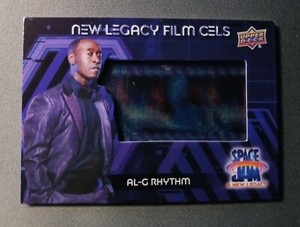 NEW LEGACY FILM CELS
UPPER
DECK
AL-G RHYTHM
SPACE
JAM
A NEW LEGACY